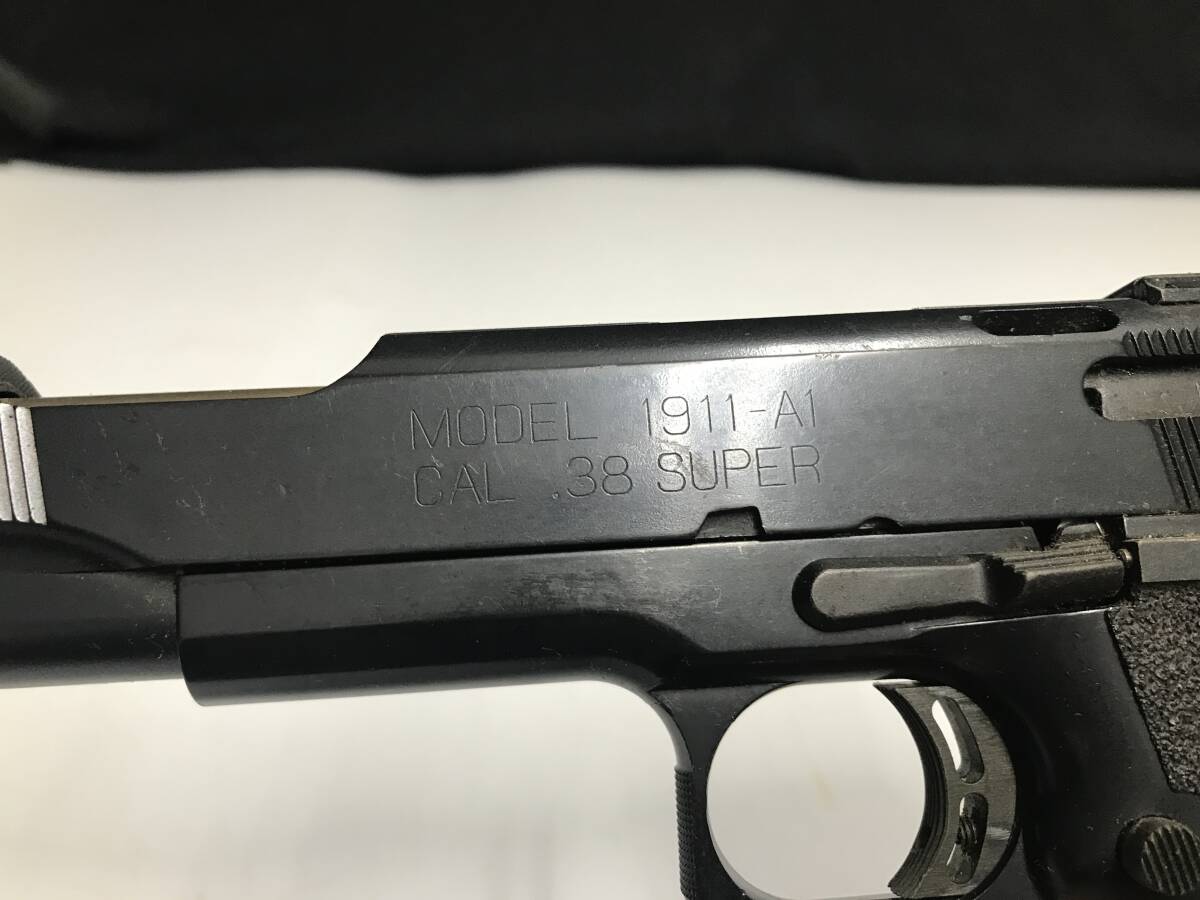 MODEL 1911-A1
CAL .38 SUPER